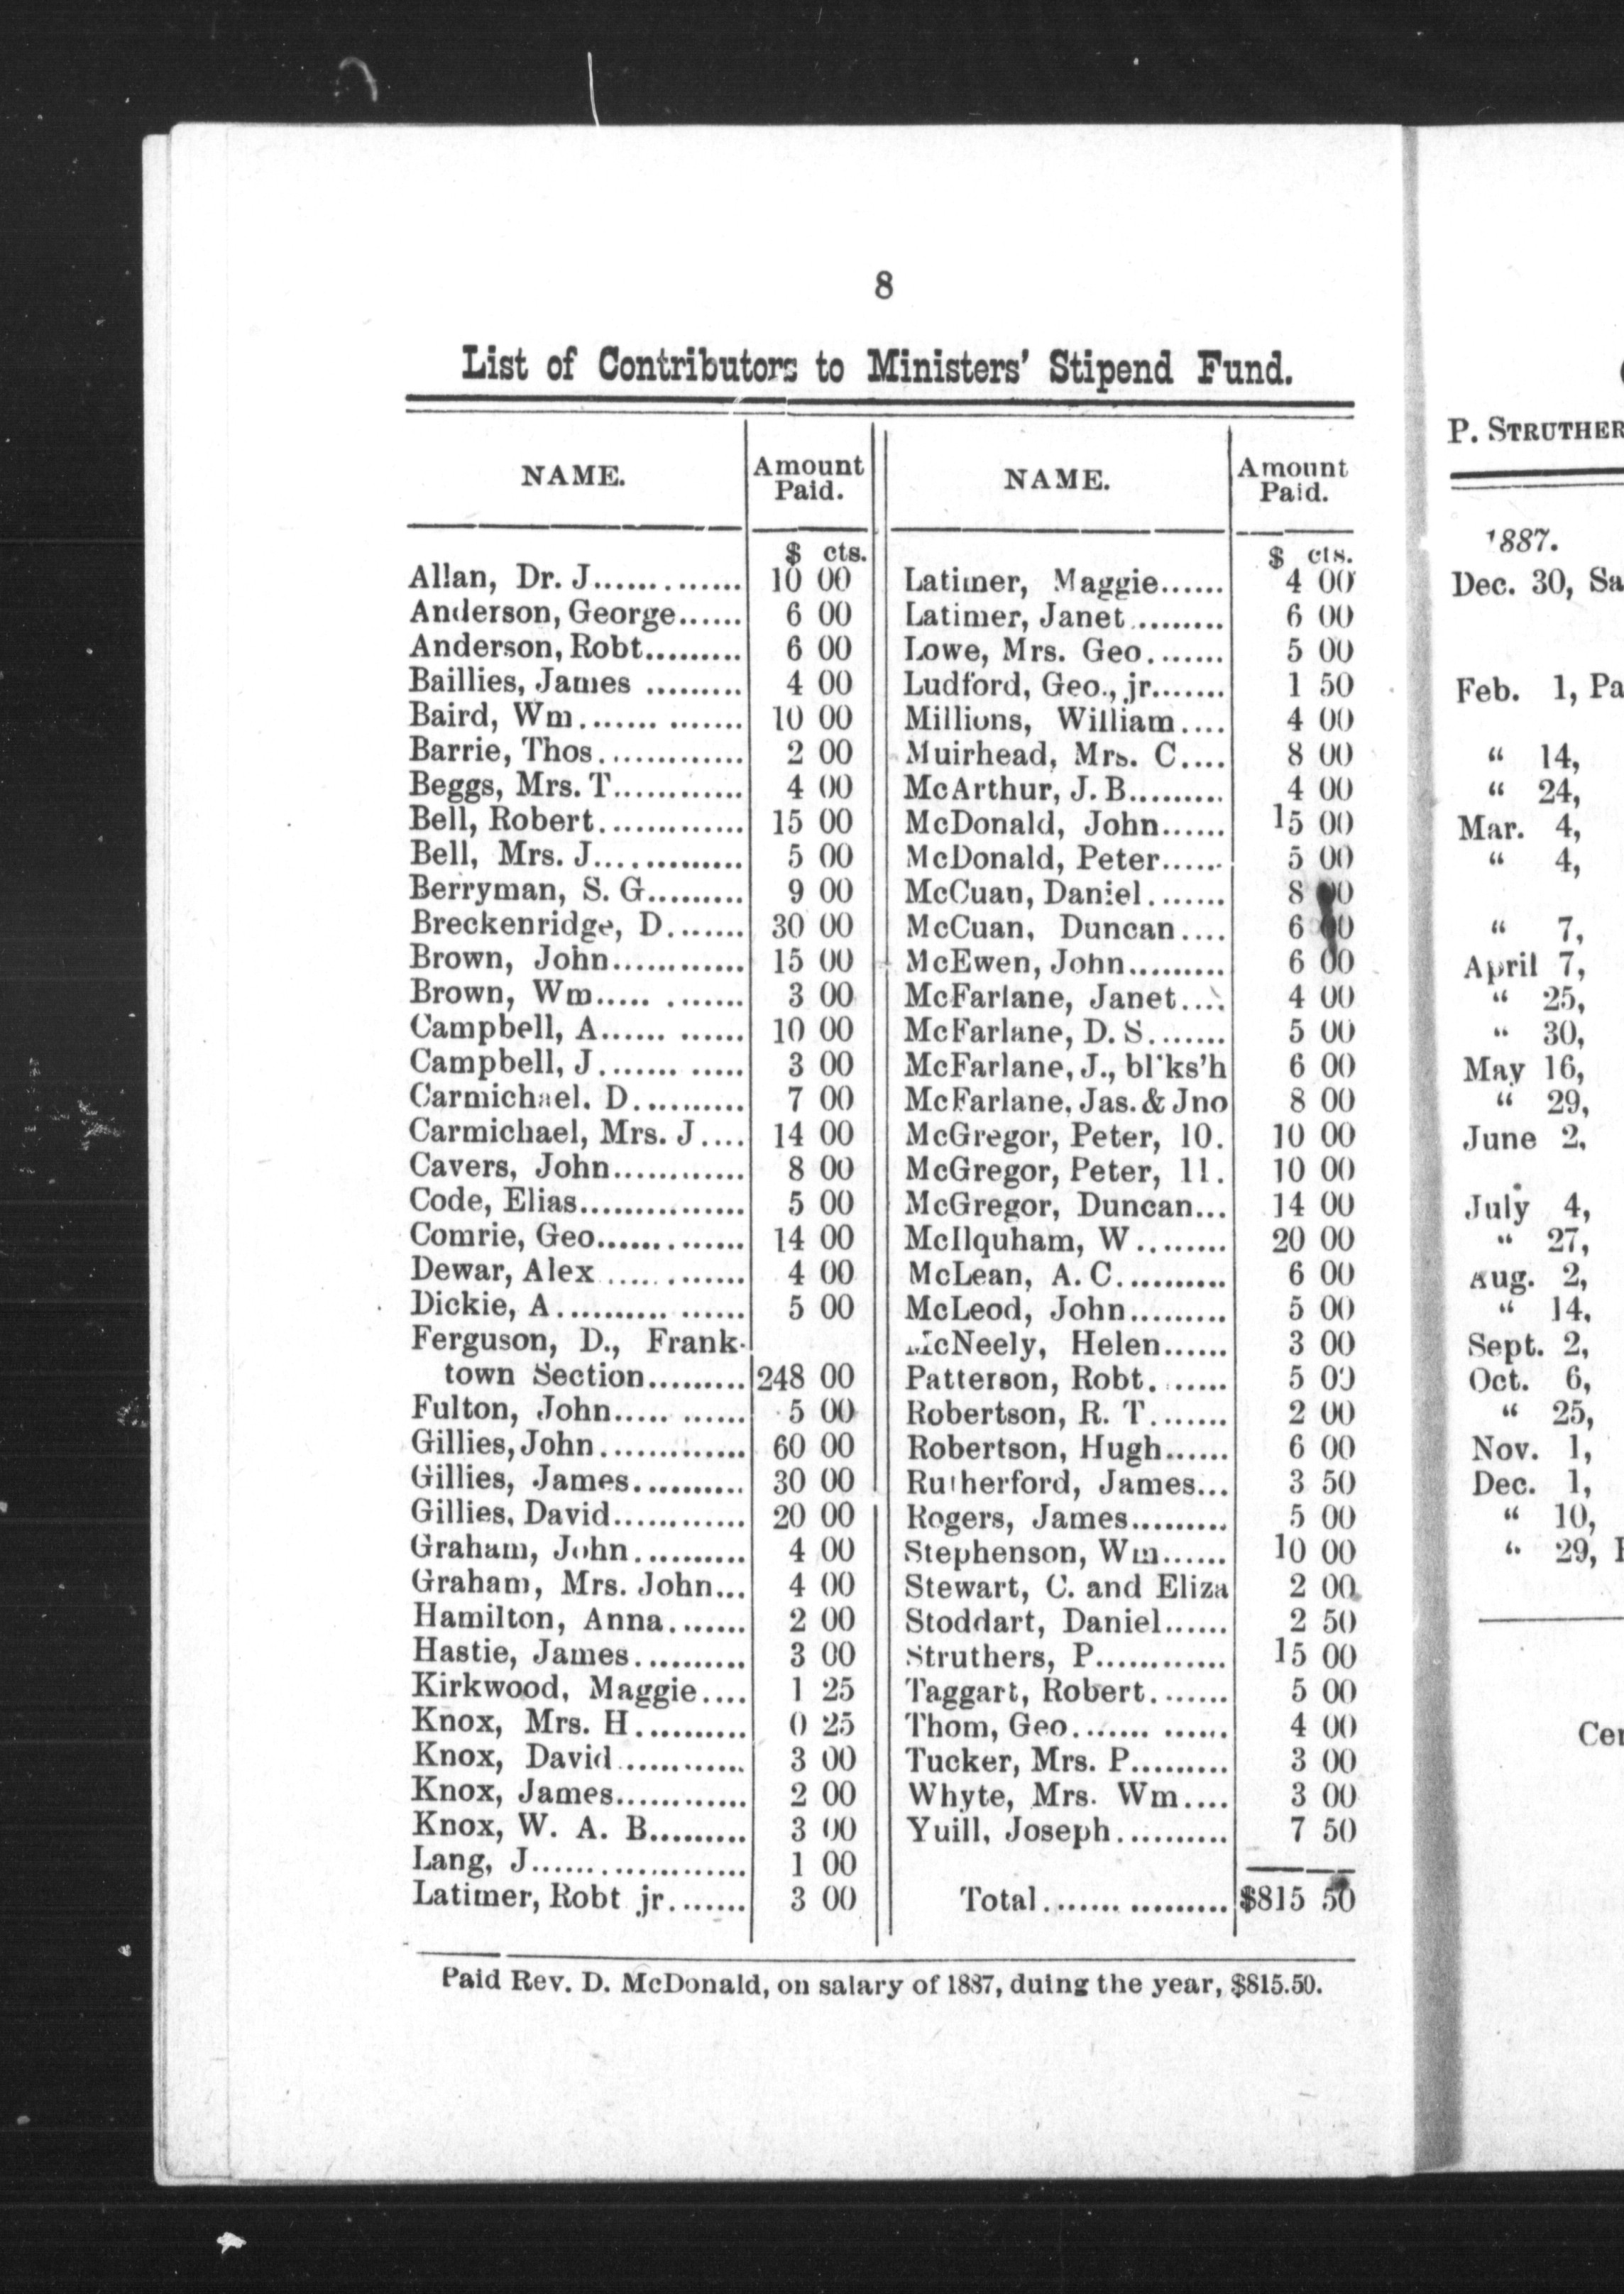 8
List of Contributors to Ministers' Stipend Fund.
NAME. Amount Paid.
$ cts.
Allan, Dr. J.............. 10 00
Anderson, George...... 6 00
Anderson, Robt......... 6 00
Baillies, James ......... 4 00
Baird, Wm.............. 10 00
Barrie, Thos............. 2 00
Beggs, Mrs. T............ 4 00
Bell, Robert............. 15 00
Bell, Mrs. J............. 5 00
Berryman, S. G......... 9 00
Breckenridge, D....... 30 00
Brown, John............ 15 00
Brown, Wm..... ....... 3 00
Campbell, A...... ...... 10 00
Campbell, J....... ..... 3 00
Carmichael. D.......... 7 00
Carmichael, Mrs. J.... 14 00
Cavers, John............ 8 00
Code, Elias............... 5 00
Comrie, Geo............. 14 00
Dewar, Alex............ 4 00
Dickie, A.......... ...... 5 00
Ferguson, D., Frank-
town Section......... 248 00
Fulton, John..... ...... 5 00
Gillies, John............. 60 00
Gillies, James.......... 30 00
Gillies, David............ 20 00
Graham, John.......... 4 00
Graham, Mrs. John... 4 00
Hamilton, Anna....... 2 00
Hastie, James.......... 3 00
Kirkwood, Maggie.... 1 25
Knox, Mrs. H.......... 0 25
Knox, David............ 3 00
Knox, James............ 2 00
Knox, W. A. B......... 3 00
Lang, J................... 1 00
Latimer, Robt jr....... 3 00
NAME. Amount Paid.
$ cts.
Latimer, Maggie...... 4 00
Latimer, Janet......... 6 00
Lowe, Mrs. Geo....... 5 00
Ludford, Geo., jr....... 1 50
Millions, William.... 4 00
Muirhead, Mrs. C.... 8 00
McArthur, J. B......... 4 00
McDonald, John...... 15 00
McDonald, Peter...... 5 00
McCuan, Daniel....... 8 00
McCuan, Duncan.... 6 00
McEwen, John......... 6 00
McFarlane, Janet.... 4 00
McFarlane, D. S....... 5 00
McFarlane, J., bl'ks'h 6 00
McFarlane, Jas. & Jno 8 00
McGregor, Peter, 10. 10 00
McGregor, Peter, 11. 10 00
McGregor, Duncan... 14 00
McIlquham, W........ 20 00
McLean, A. C.......... 6 00
McLeod, John......... 5 00
McNeely, Helen...... 3 00
Patterson, Robt....... 5 00
Robertson, R. T....... 2 00
Robertson, Hugh...... 6 00
Rutherford, James... 3 50
Rogers, James......... 5 00
Stephenson, Wm...... 10 00
Stewart, C. and Eliza 2 00
Stoddart, Daniel...... 2 50
Struthers, P............ 15 00
Taggart, Robert....... 5 00
Thom, Geo....... ...... 4 00
Tucker, Mrs. P......... 3 00
Whyte, Mrs. Wm.... 3 00
Yuill, Joseph.......... 7 50
Total................ $815 50
Paid Rev. D. McDonald, on salary of 1887, duing the year, $815.50.
P. STRUTHER
1887.
Dec. 30, Sa
Feb. 1, Pa
" 14,
" 24,
Mar. 4,
" 4,
" 7,
April 7,
" 25,
" 30,
May 16,
" 29,
June 2,
July 4,
" 27,
Aug. 2,
" 14,
Sept. 2,
Oct. 6,
" 25,
Nov. 1,
Dec. 1,
" 10,
" 29,
Cer